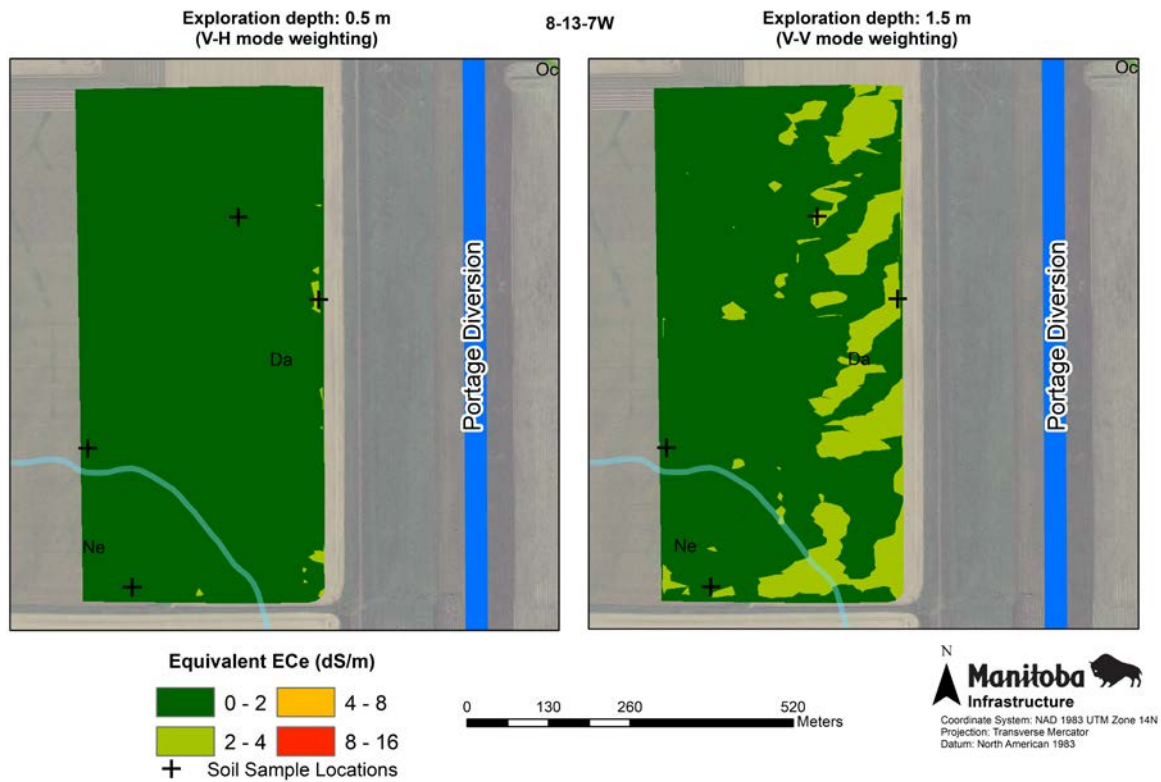 Exploration depth: 0.5 m
(V-H mode weighting)
8-13-7W
Exploration depth: 1.5 m
(V-V mode weighting)
Oc
Da
Ne
Portage Diversion
Oc
Da
Ne
Portage Diversion
Equivalent ECe (dS/m)
0 - 2
4 - 8
2 - 4
8 - 16
Soil Sample Locations
0 130 260 520
Meters
N
Manitoba
Infrastructure
Coordinate System: NAD 1983 UTM Zone 14N
Projection: Transverse Mercator
Datum: North American 1983